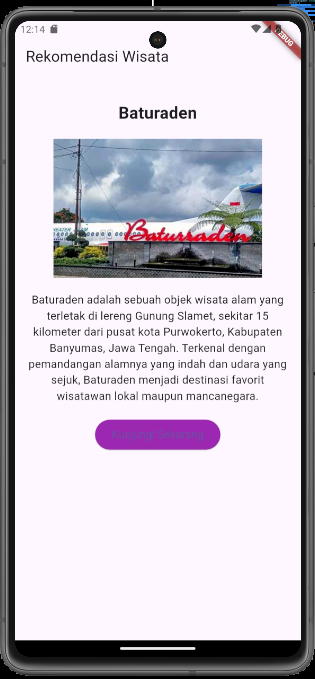 12:14
DEBUG
Rekomendasi Wisata
Baturaden
Baturraden
Baturaden adalah sebuah objek wisata alam yang
terletak di lereng Gunung Slamet, sekitar 15
kilometer dari pusat kota Purwokerto, Kabupaten
Banyumas, Jawa Tengah. Terkenal dengan
pemandangan alamnya yang indah dan udara yang
sejuk, Baturaden menjadi destinasi favorit
wisatawan lokal maupun mancanegara.
Kunjungi Sekarang